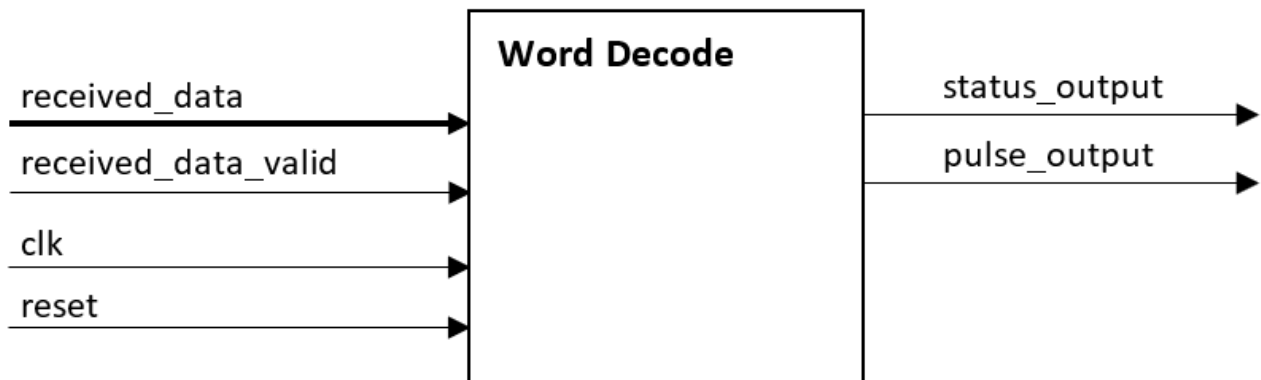 Word Decode
received_data
received_data_valid
clk
reset
status_output
pulse_output